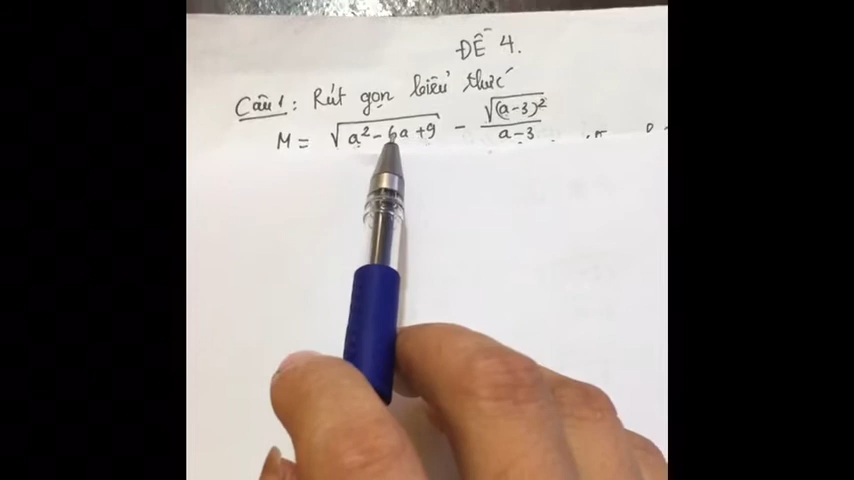 ĐỀ 4.
Câu 1: Rút gọn biểu thức
M = √(a² - 6a + 9) - √((a-3)²) / (a-3)